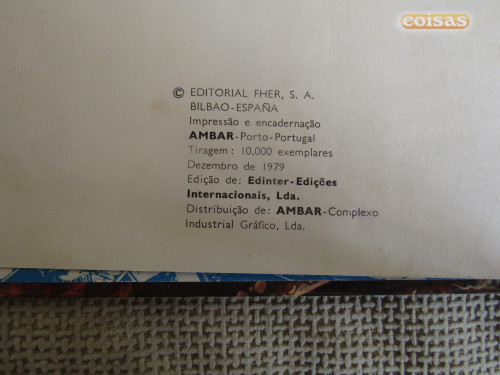 coisas
© EDITORIAL FHER, S. A.
BILBAO-ESPAÑA
Impressão e encadernação
AMBAR-Porto-Portugal
Tiragem: 10,000 exemplares
Dezembro de 1979
Edição de: Edinter-Edições
Internacionais, Lda.
Distribuição de: AMBAR-Complexo
Industrial Gráfico, Lda.